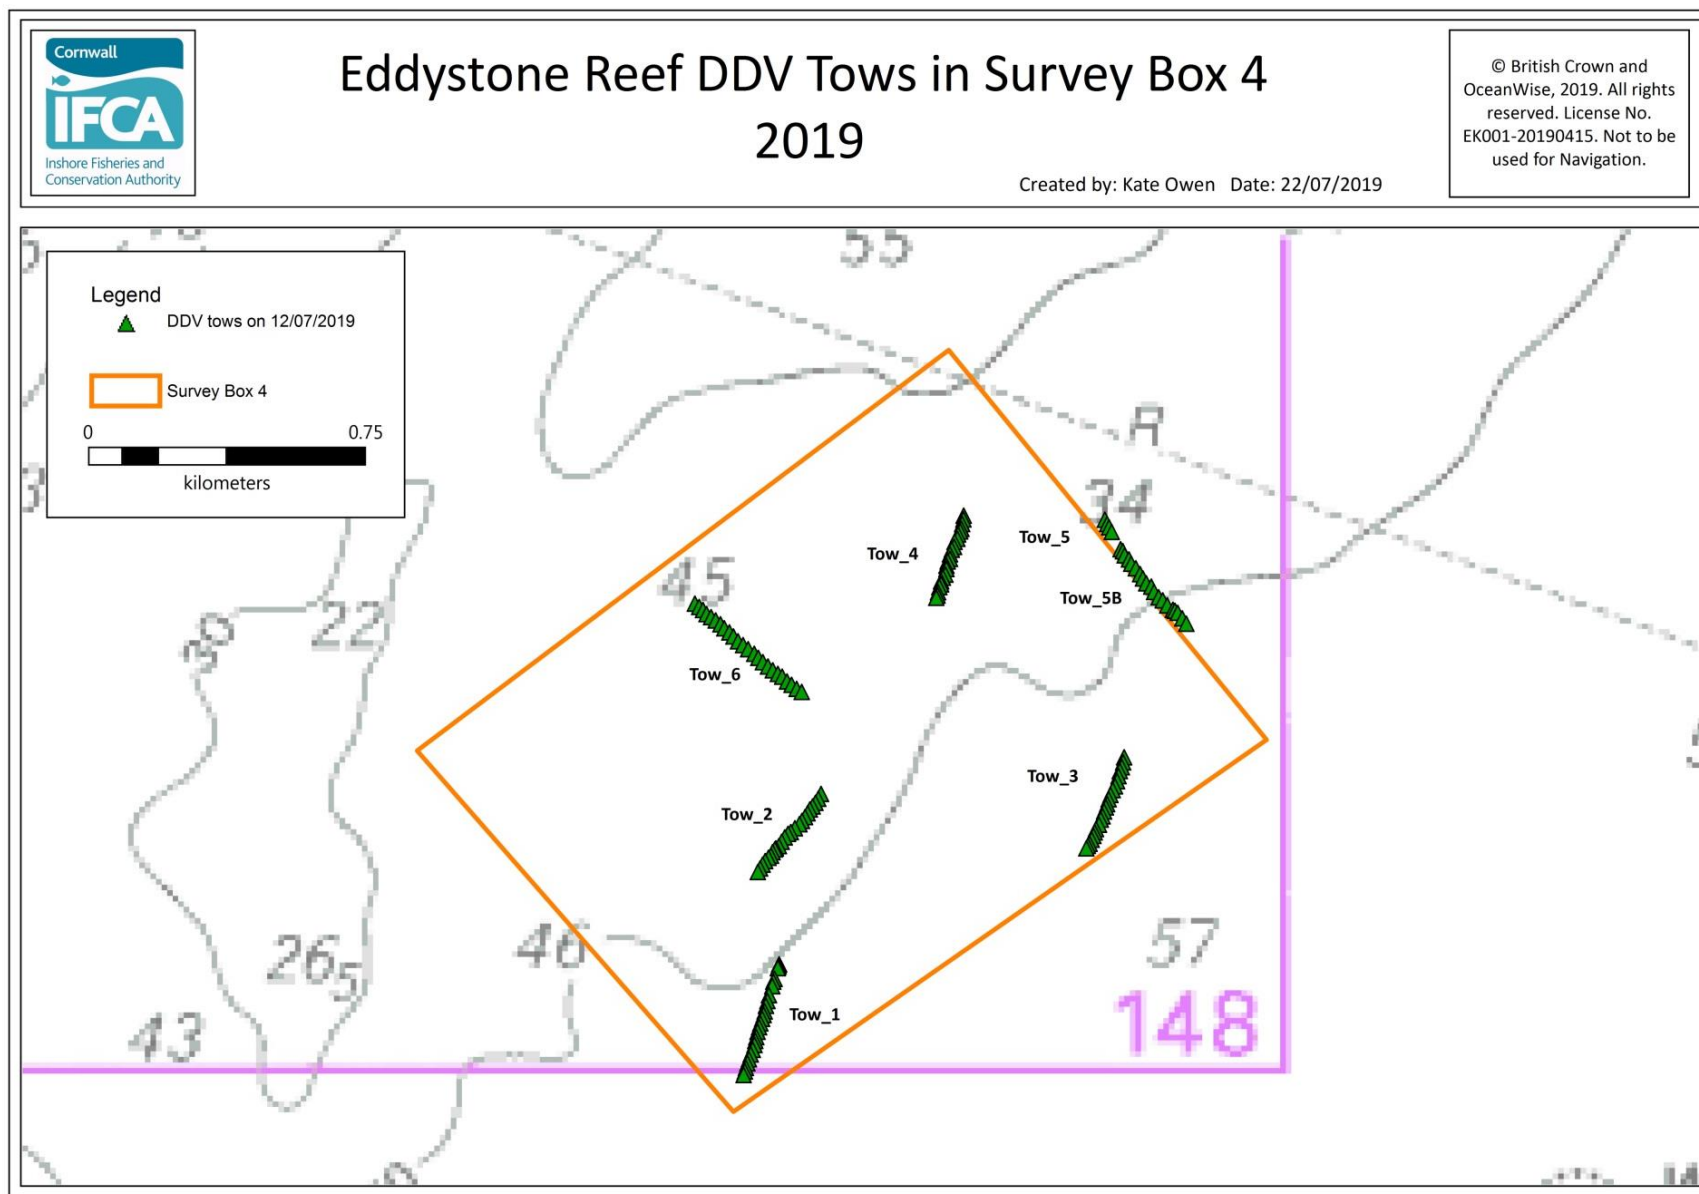 Cornwall
IFCA
Inshore Fisheries and
Conservation Authority
Eddystone Reef DDV Tows in Survey Box 4
2019
Created by: Kate Owen Date: 22/07/2019
© British Crown and
OceanWise, 2019. All rights
reserved. License No.
EK001-20190415. Not to be
used for Navigation.
Legend
DDV tows on 12/07/2019
Survey Box 4
0 0.75
kilometers
55
R
34
Tow_5
Tow_4
45
Tow_5B
22
Tow_6
Tow_3
Tow_2
46
57
26 5
Tow_1
148
43